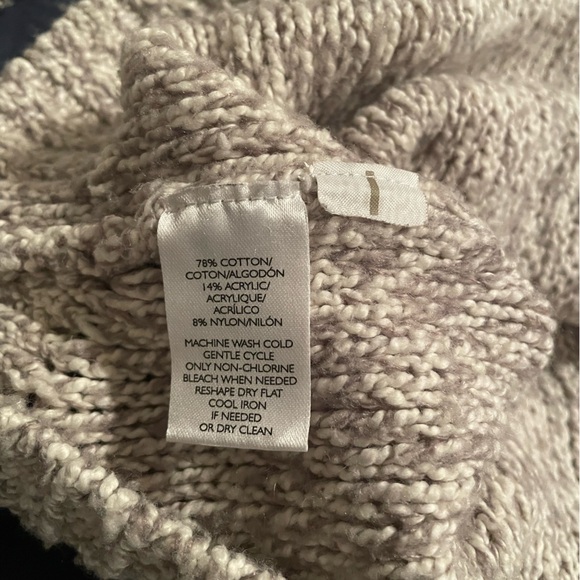 78% COTTON/
COTON/ALGODÓN
14% ACRYLIC/
ACRYLIQUE/
ACRÍLICO
8% NYLON/NILÓN
MACHINE WASH COLD
GENTLE CYCLE
ONLY NON-CHLORINE
BLEACH WHEN NEEDED
RESHAPE DRY FLAT
COOL IRON
IF NEEDED
OR DRY CLEAN